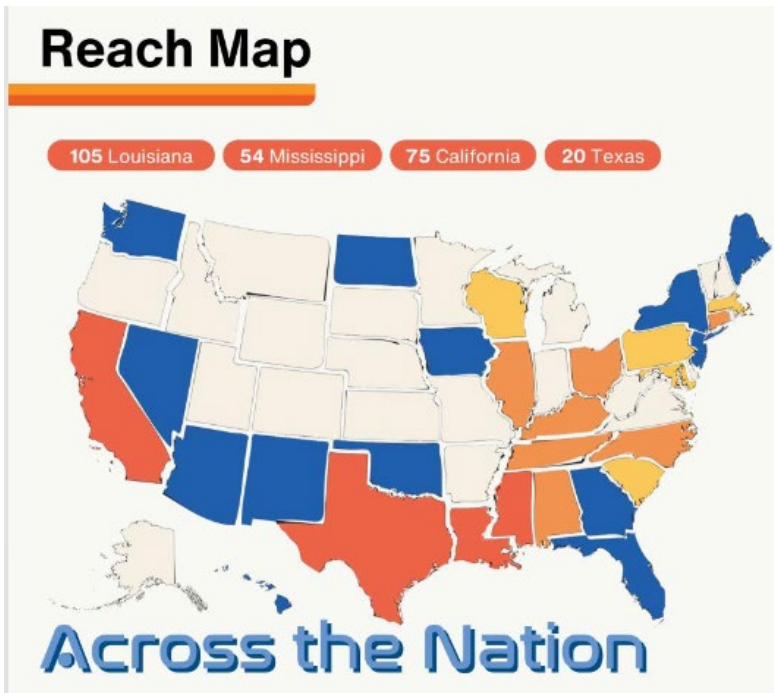 Reach Map
105 Louisiana 54 Mississippi 75 California 20 Texas
Across the Nation